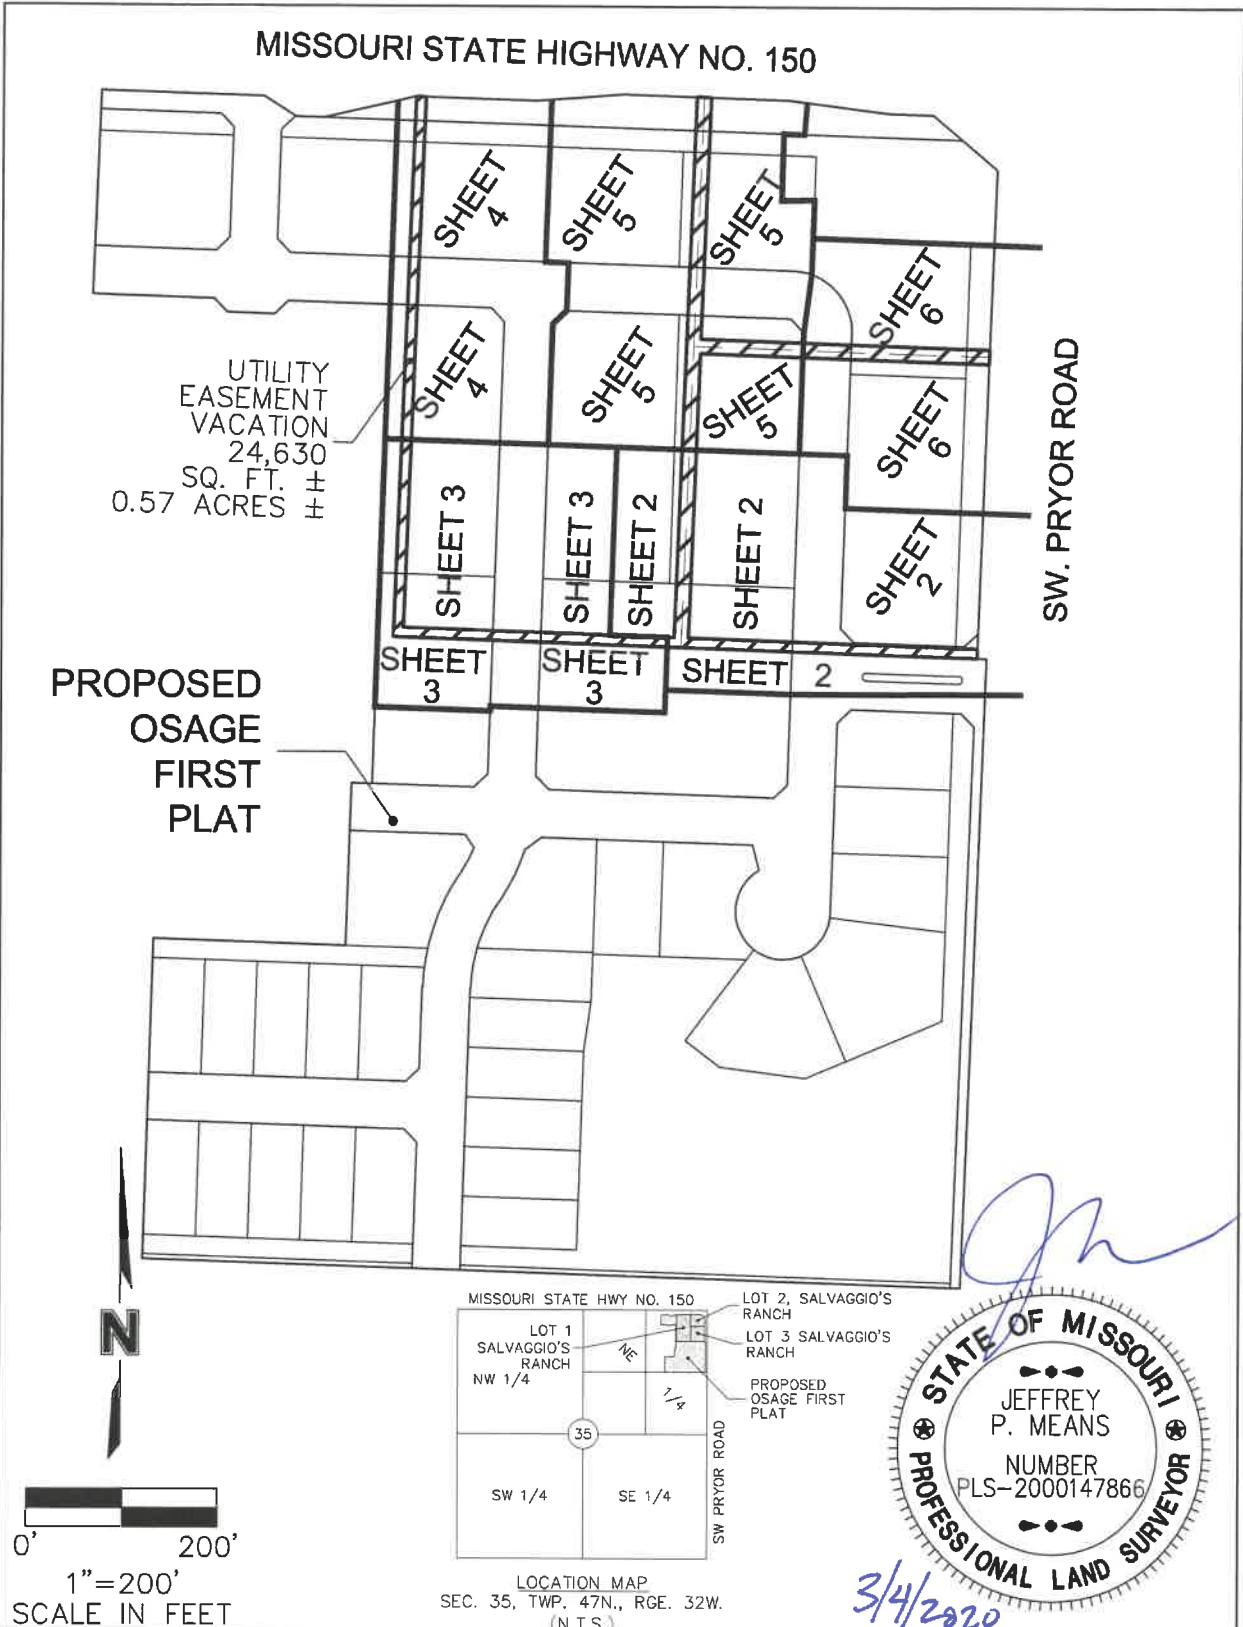 MISSOURI STATE HIGHWAY NO. 150
SHEET
4
SHEET
5
SHEET
5
SHEET
6
SHEET
4
SHEET
5
SHEET
5
SHEET
6
UTILITY
EASEMENT
VACATION
24,630
SQ. FT. ±
0.57 ACRES ±
SW. PRYOR ROAD
SHEET 3
SHEET 3
SHEET 2
SHEET 2
SHEET
2
SHEET
3
SHEET
3
SHEET 2
PROPOSED
OSAGE
FIRST
PLAT
N
0' 200'
1"=200'
SCALE IN FEET
MISSOURI STATE HWY NO. 150
LOT 1
SALVAGGIO'S
RANCH
LOT 2, SALVAGGIO'S
RANCH
LOT 3 SALVAGGIO'S
RANCH
PROPOSED
OSAGE FIRST
PLAT
NW 1/4
NE
1/4
35
SW 1/4
SE 1/4
SW PRYOR ROAD
LOCATION MAP
SEC. 35, TWP. 47N., RGE. 32W.
(N.T.S.)
STATE OF MISSOURI
JEFFREY
P. MEANS
NUMBER
PLS-2000147866
PROFESSIONAL LAND SURVEYOR
3/4/2020